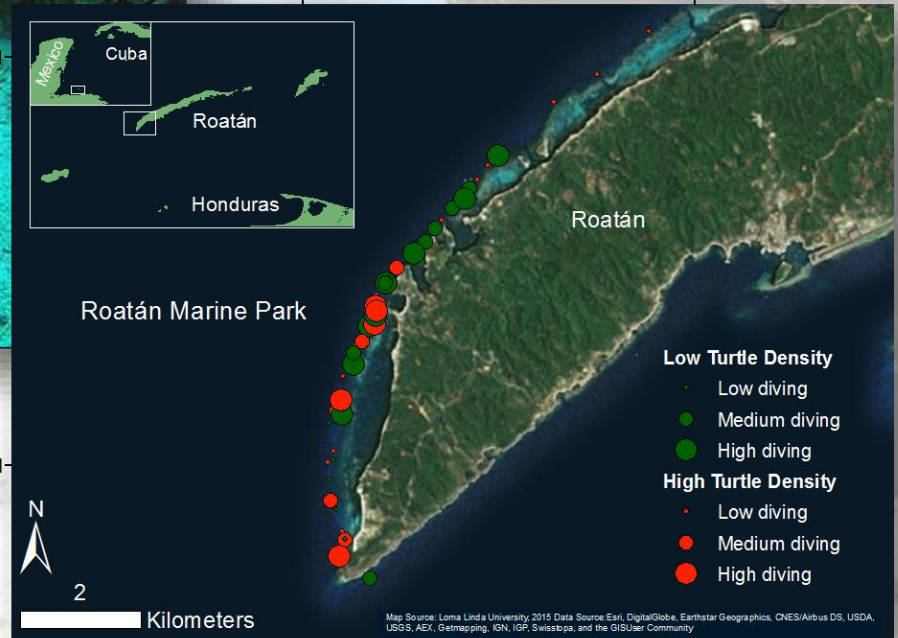 Mexico
Cuba
Roatán
Honduras
Roatán
Roatán Marine Park
Low Turtle Density
Low diving
Medium diving
High diving
High Turtle Density
Low diving
Medium diving
High diving
N
2
Kilometers
Map Source: Loma Linda University, 2015 Data Source:Esri, DigitalGlobe, Earthstar Geographics, CNES/Airbus DS, USDA,
USGS, AEX, Getmapping, IGN, IGP, Swisstopa, and the GISUser Community